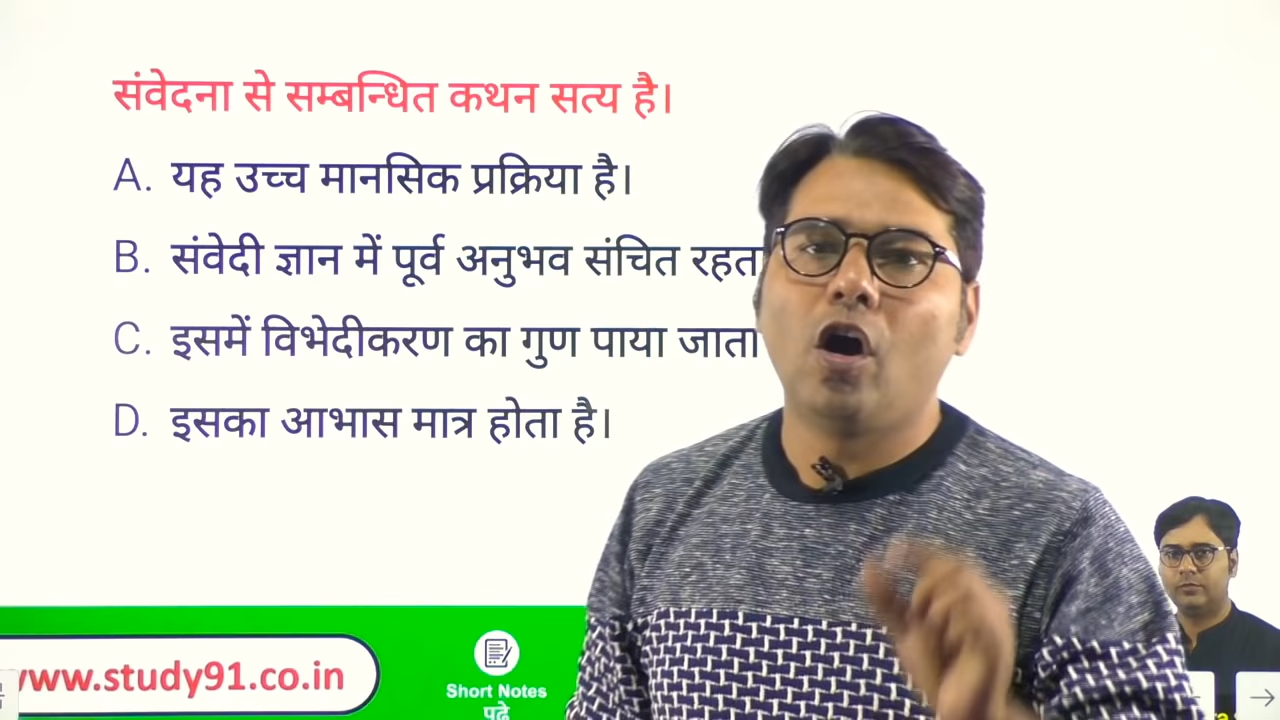 संवेदना से सम्बन्धित कथन सत्य है।
A. यह उच्च मानसिक प्रक्रिया है।
B. संवेदी ज्ञान में पूर्व अनुभव संचित
C. इसमें विभेदीकरण का गुण पाया जाता
D. इसका आभास मात्र होता है।
www.study91.co.in
Short Notes
पढ़े